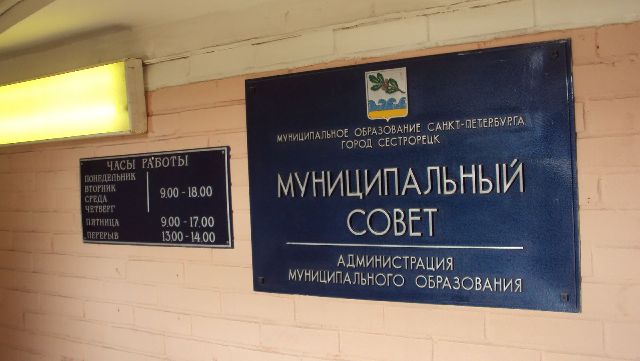 МУНИЦИПАЛЬНОЕ ОБРАЗОВАНИЕ САНКТ-ПЕТЕРБУРГА
ГОРОД СЕСТРОРЕЦК
МУНИЦИПАЛЬНЫЙ
СОВЕТ
АДМИНИСТРАЦИЯ
МУНИЦИПАЛЬНОГО ОБРАЗОВАНИЯ
ЧАСЫ РАБОТЫ
ПОНЕДЕЛЬНИК
ВТОРНИК
СРЕДА
ЧЕТВЕРГ
9.00 - 18.00
ПЯТНИЦА 9.00 - 17.00
ПЕРЕРЫВ 13.00 - 14.00